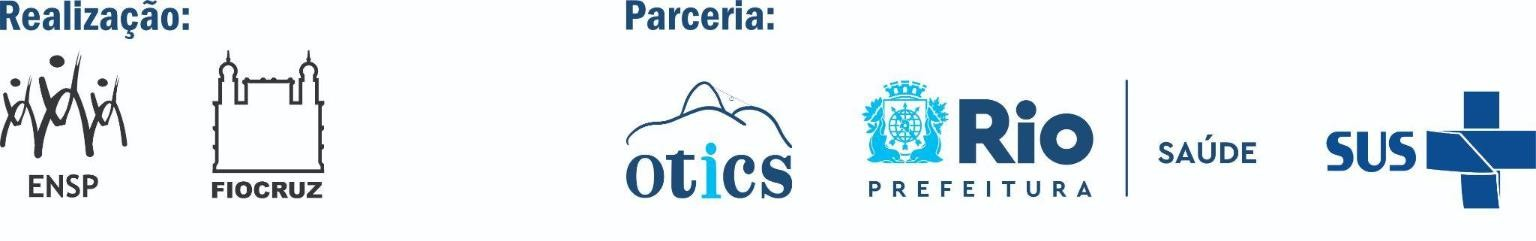 Realização:
ENSP
FIOCRUZ
Parceria:
otics
Rio
PREFEITURA
SAÚDE
SUS